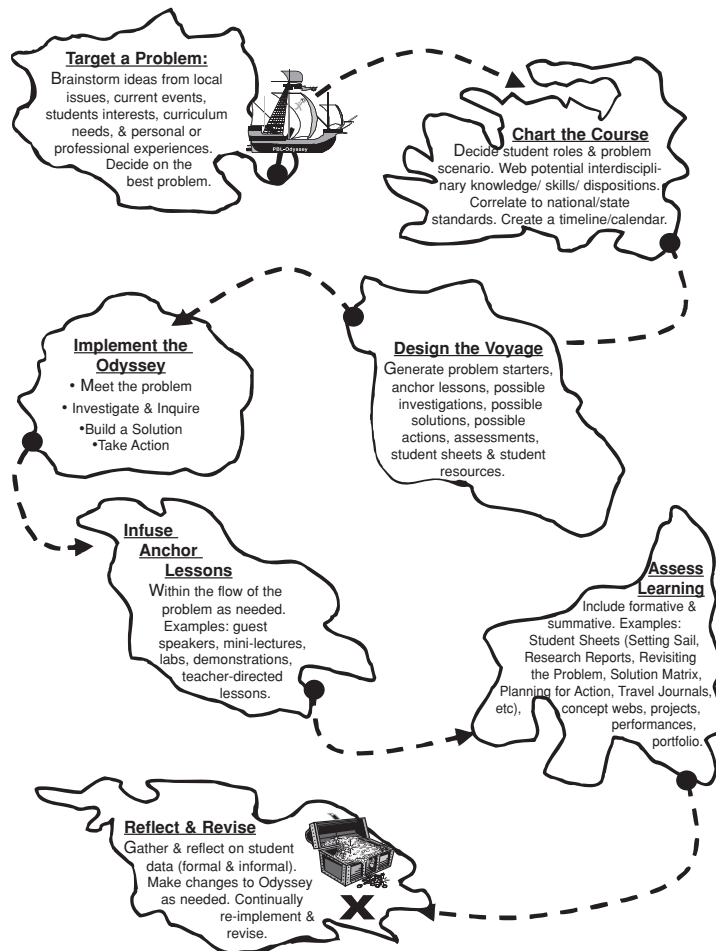 Target a Problem:
Brainstorm ideas from local
issues, current events,
students interests, curriculum
needs, & personal or
professional experiences.
Decide on the
best problem.
PBL-Odyssey
Chart the Course
Decide student roles & problem
scenario. Web potential interdiscipli-
nary knowledge/ skills/ dispositions.
Correlate to national/state
standards. Create a timeline/calendar.
Design the Voyage
Generate problem starters,
anchor lessons, possible
investigations, possible
solutions, possible
actions, assessments,
student sheets & student
resources.
Implement the
Odyssey
• Meet the problem
• Investigate & Inquire
•Build a Solution
•Take Action
Infuse
Anchor
Lessons
Within the flow of the
problem as needed.
Examples: guest
speakers, mini-lectures,
labs, demonstrations,
teacher-directed
lessons.
Assess
Learning
Include formative &
summative. Examples:
Student Sheets (Setting Sail,
Research Reports, Revisiting
the Problem, Solution Matrix,
Planning for Action, Travel Journals,
etc), concept webs, projects,
performances,
portfolio.
Reflect & Revise
Gather & reflect on student
data (formal & informal).
Make changes to Odyssey
as needed. Continually
re-implement &
revise.
X